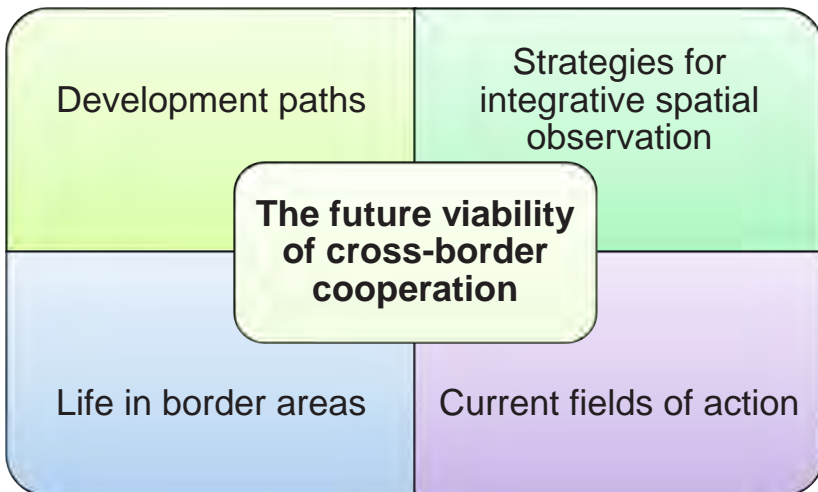 Development paths
Strategies for
integrative spatial
observation
The future viability
of cross-border
cooperation
Life in border areas
Current fields of action